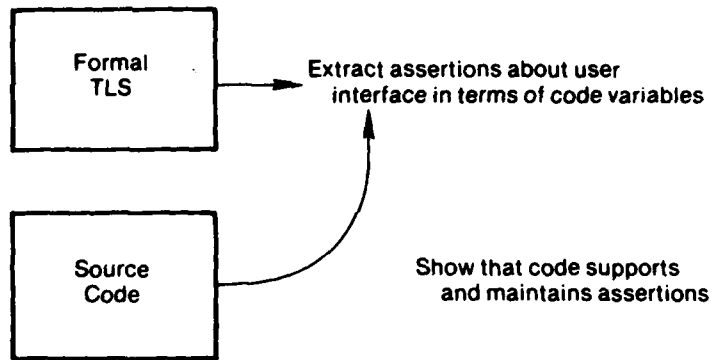 Formal
TLS
Extract assertions about user
interface in terms of code variables
Source
Code
Show that code supports
and maintains assertions